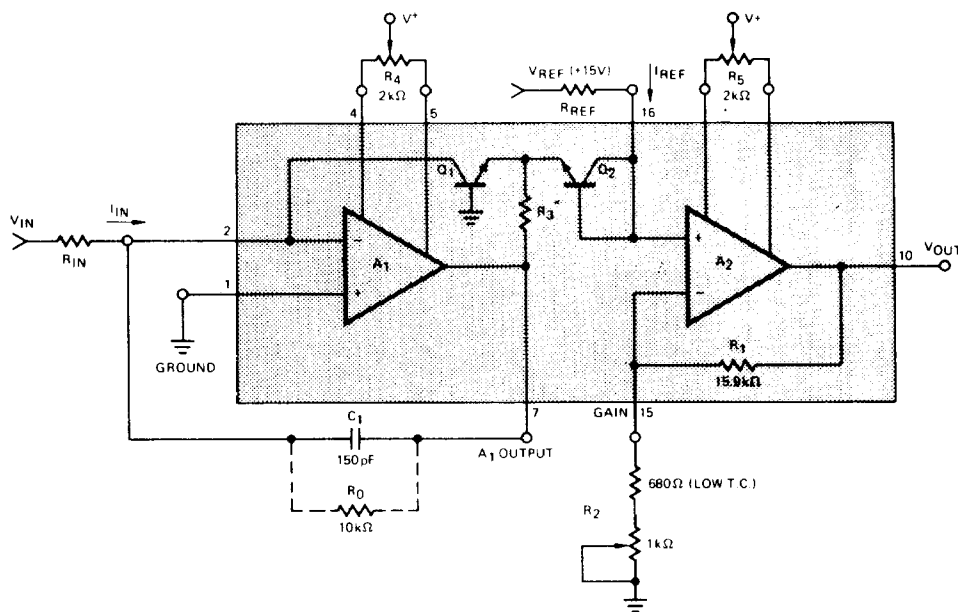 V+
R4
2kΩ
4
5
VREF (+15V)
RREF
IREF
16
V+
R5
2kΩ
Q1
Q2
R3
VIN
IIN
RIN
2
−
A1
+
1
GROUND
+
A2
−
10
VOUT
R1
15.9kΩ
7
GAIN
15
C1
150pF
A1 OUTPUT
R0
10kΩ
680Ω (LOW T.C.)
R2
1kΩ